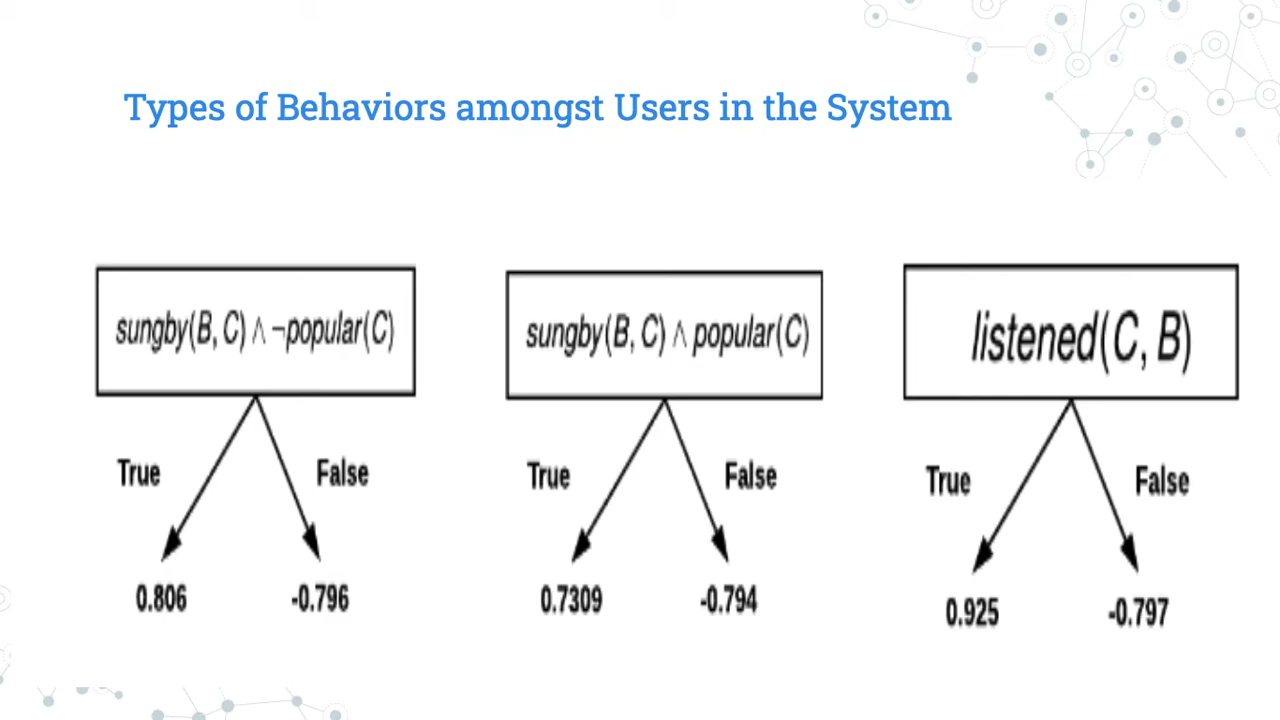 Types of Behaviors amongst Users in the System
sungby(B, C) ∧ ¬popular(C)
True
False
0.806
-0.796
sungby(B, C) ∧ popular(C)
True
False
0.7309
-0.794
listened(C, B)
True
False
0.925
-0.797